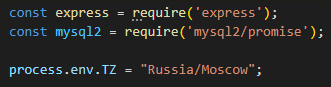 const express = require('express');
const mysql2 = require('mysql2/promise');
process.env.TZ = "Russia/Moscow";